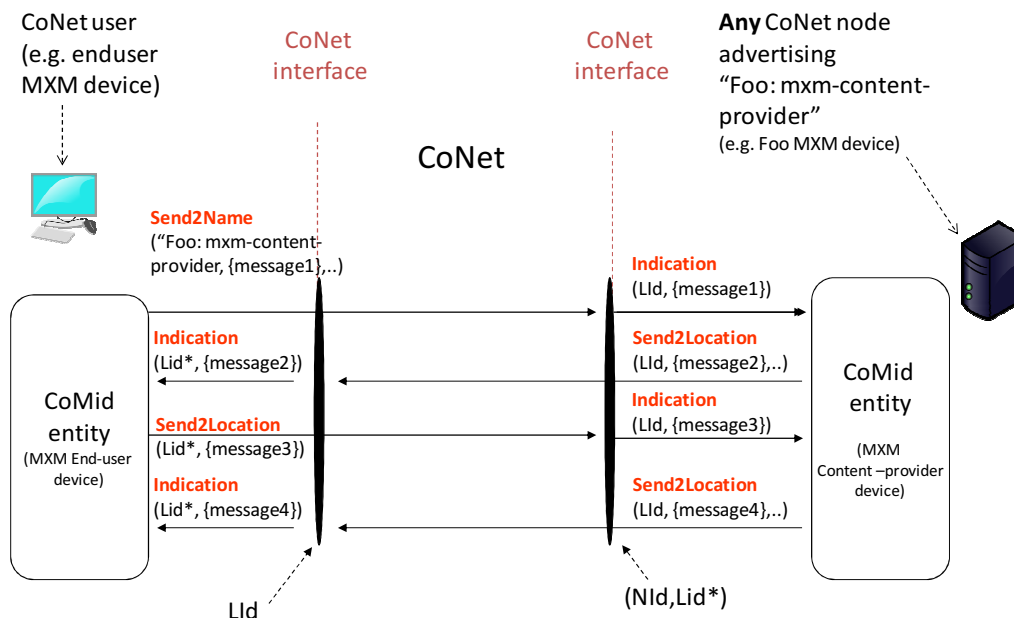 CoNet user
(e.g. enduser
MXM device)
CoNet
interface
CoNet
interface
Any CoNet node
advertising
“Foo: mxm-content-
provider”
(e.g. Foo MXM device)
CoNet
Send2Name
(“Foo: mxm-content-
provider, {message1},..)
Indication
(LId, {message1})
Indication
(Lid*, {message2})
Send2Location
(LId, {message2},..
Indication
(LId, {message3})
Send2Location
(Lid*, {message3})
Indication
(Lid*, {message4})
Send2Location
(LId, {message4},..
CoMid
entity
(MXM End-user
device)
CoMid
entity
(MXM
Content –provider
device)
LId
(NId,Lid*)